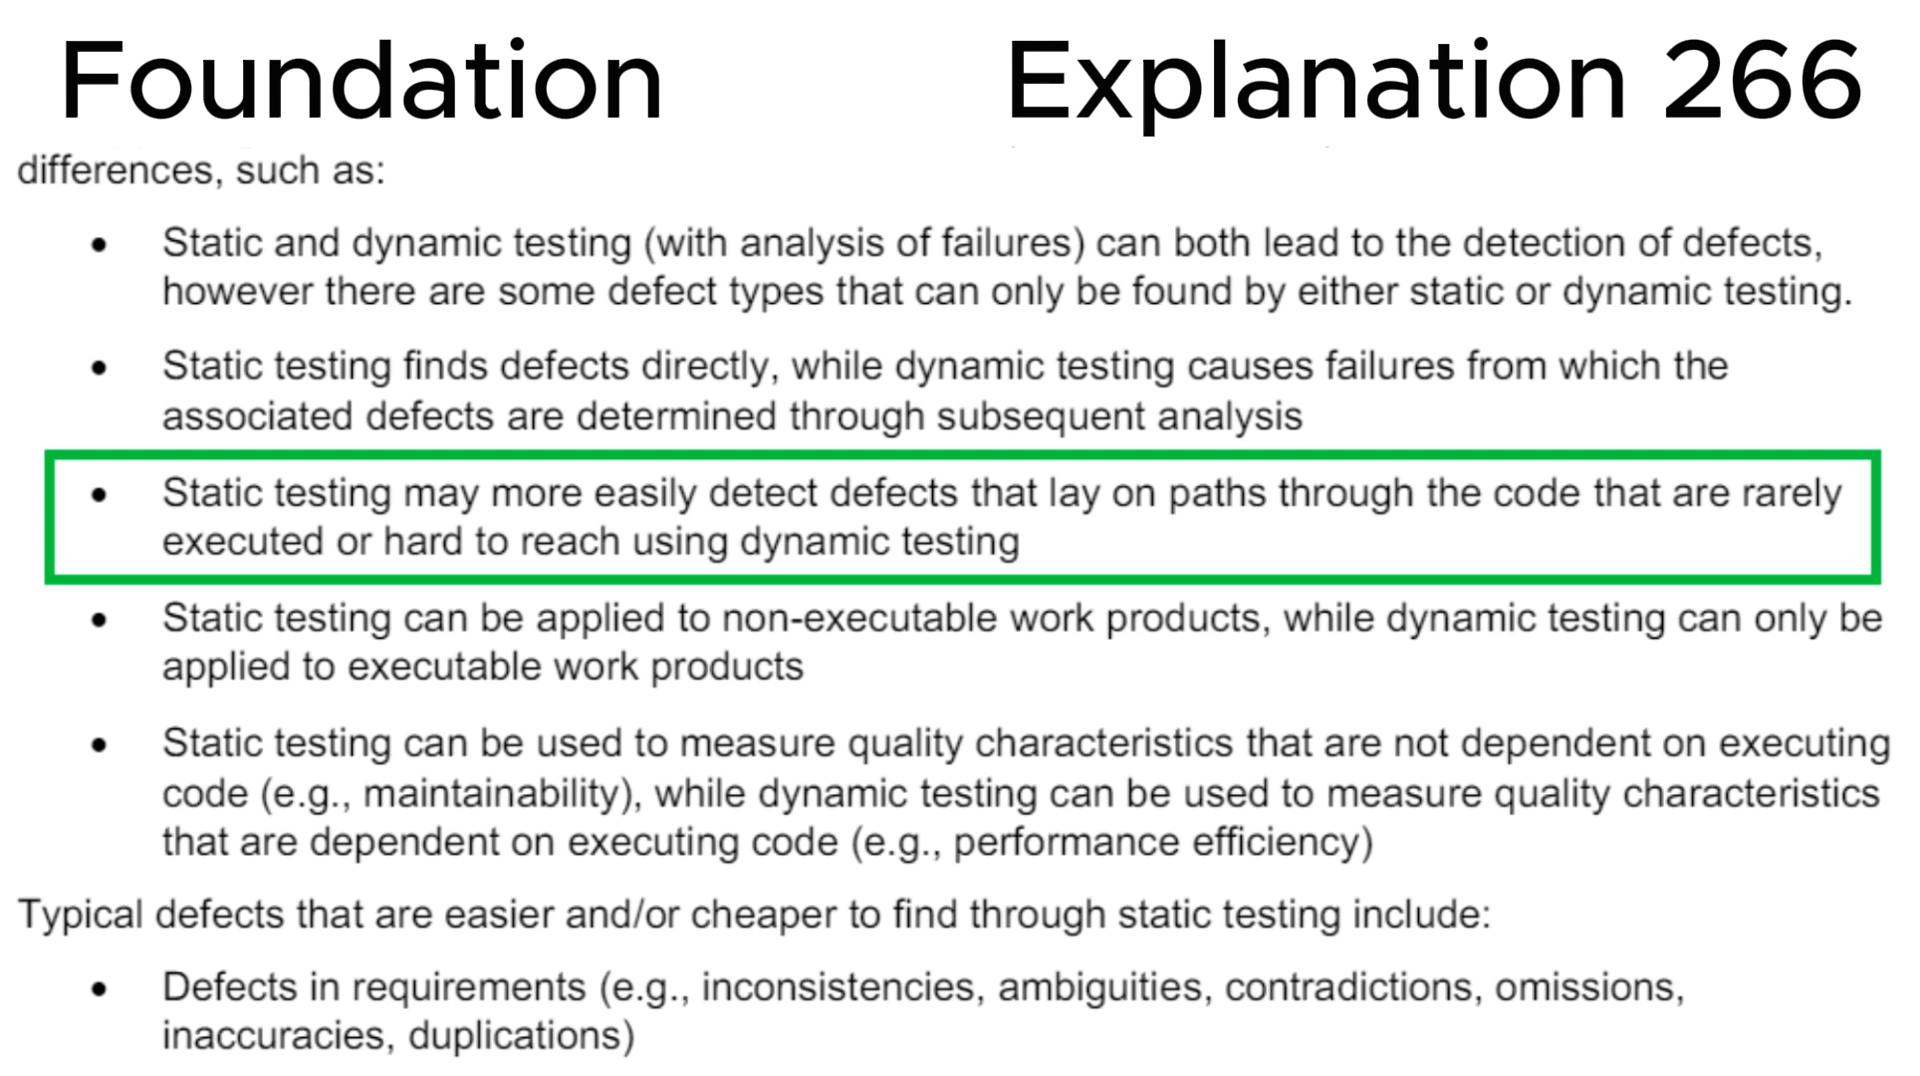 Foundation Explanation 266
differences, such as:
• Static and dynamic testing (with analysis of failures) can both lead to the detection of defects,
however there are some defect types that can only be found by either static or dynamic testing.
• Static testing finds defects directly, while dynamic testing causes failures from which the
associated defects are determined through subsequent analysis
• Static testing may more easily detect defects that lay on paths through the code that are rarely
executed or hard to reach using dynamic testing
• Static testing can be applied to non-executable work products, while dynamic testing can only be
applied to executable work products
• Static testing can be used to measure quality characteristics that are not dependent on executing
code (e.g., maintainability), while dynamic testing can be used to measure quality characteristics
that are dependent on executing code (e.g., performance efficiency)
Typical defects that are easier and/or cheaper to find through static testing include:
• Defects in requirements (e.g., inconsistencies, ambiguities, contradictions, omissions,
inaccuracies, duplications)